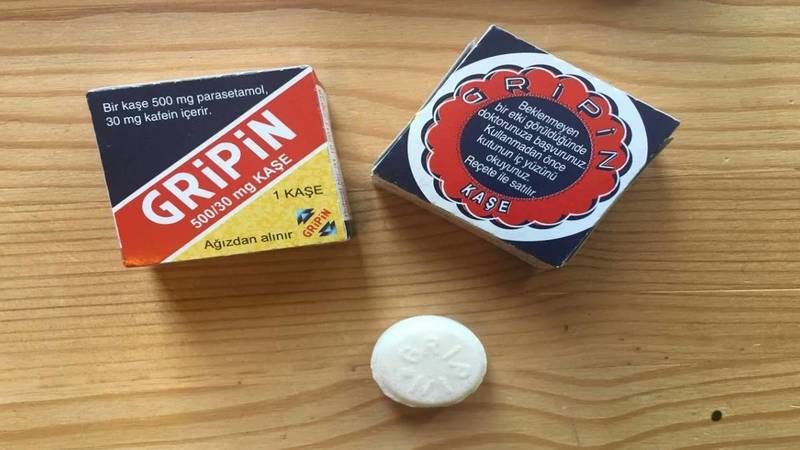 Bir kaşe 500 mg parasetamol,
30 mg kafein içerir.
GRiPiN
500/30 mg KAŞE
1 KAŞE
Ağızdan alınır
GRiPiN
GRiPiN
Beklenmeyen
bir etki görüldüğünde
doktorunuza başvurunuz.
Kullanmadan önce
kutunun iç yüzünü
okuyunuz.
Reçete ile satılır.
KAŞE
GRIP